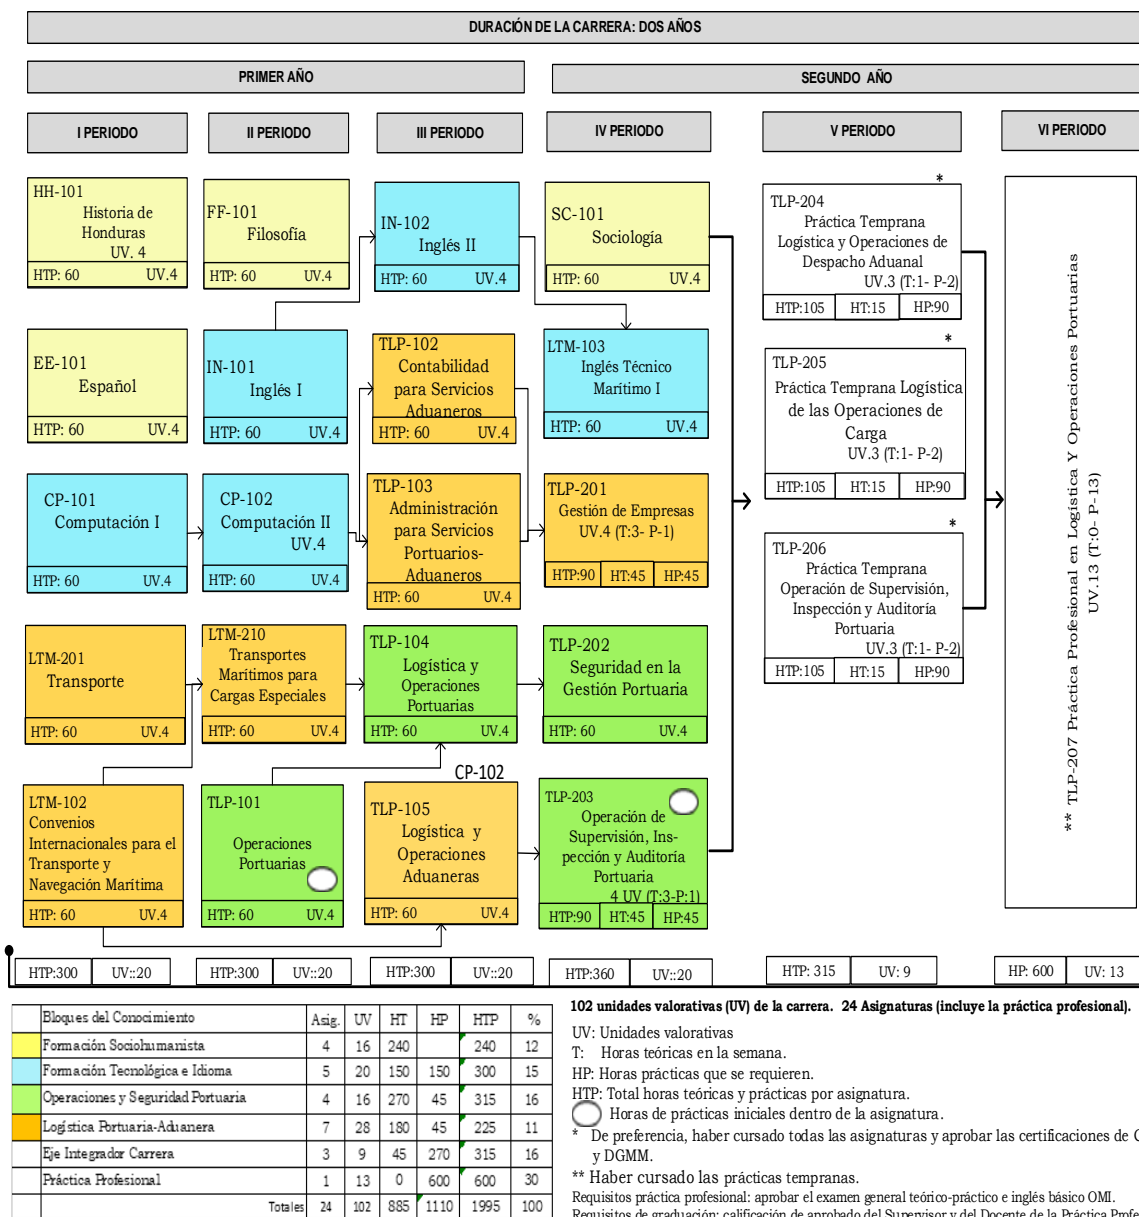 DURACIÓN DE LA CARRERA: DOS AÑOS
PRIMER AÑO
SEGUNDO AÑO
I PERIODO
II PERIODO
III PERIODO
IV PERIODO
V PERIODO
VI PERIODO
HH-101
Historia de
Honduras
UV. 4
HTP: 60 UV.4
FF-101
Filosofía
HTP: 60 UV.4
IN-102
Inglés II
HTP: 60 UV.4
SC-101
Sociología
HTP: 60 UV.4
*
TLP-204
Práctica Temprana
Logística y Operaciones de
Despacho Aduanal
UV.3 (T:1- P-2)
HTP:105 HT:15 HP:90
EE-101
Español
HTP: 60 UV.4
IN-101
Inglés I
HTP: 60 UV.4
TLP-102
Contabilidad
para Servicios
Aduaneros
HTP: 60 UV.4
LTM-103
Inglés Técnico
Marítimo I
HTP: 60 UV.4
*
TLP-205
Práctica Temprana Logística
de las Operaciones de
Carga
UV.3 (T:1- P-2)
HTP:105 HT:15 HP:90
CP-101
Computación I
HTP: 60 UV.4
CP-102
Computación II
UV.4
HTP: 60 UV.4
TLP-103
Administración
para Servicios
Portuarios-
Aduaneros
HTP: 60 UV.4
TLP-201
Gestión de Empresas
UV.4 (T:3- P-1)
HTP:90 HT:45 HP:45
*
TLP-206
Práctica Temprana
Operación de Supervisión,
Inspección y Auditoría
Portuaria
UV.3 (T:1- P-2)
HTP:105 HT:15 HP:90
LTM-201
Transporte
HTP: 60 UV.4
LTM-210
Transportes
Marítimos para
Cargas Especiales
HTP: 60 UV.4
TLP-104
Logística y
Operaciones
Portuarias
HTP: 60 UV.4
TLP-202
Seguridad en la
Gestión Portuaria
HTP: 60 UV.4
LTM-102
Convenios
Internacionales para el
Transporte y
Navegación Marítima
HTP: 60 UV.4
TLP-101
Operaciones
Portuarias
HTP: 60 UV.4
CP-102
TLP-105
Logística y
Operaciones
Aduaneras
HTP: 60 UV.4
TLP-203
Operación de
Supervisión, Ins-
pección y Auditoría
Portuaria
4 UV (T:3-P:1)
HTP:90 HT:45 HP:45
** TLP-207 Práctica Profesional en Logística Y Operaciones Portuarias
UV.13 (T:0- P-13)
HTP:300 UV::20
HTP:300 UV::20
HTP:300 UV::20
HTP:360 UV::20
HTP: 315 UV: 9
HP: 600 UV: 13
Bloques del Conocimiento Asig. UV HT HP HTP %
Formación Sociohumanista 4 16 240 240 12
Formación Tecnológica e Idioma 5 20 150 150 300 15
Operaciones y Seguridad Portuaria 4 16 270 45 315 16
Logística Portuaria-Aduanera 7 28 180 45 225 11
Eje Integrador Carrera 3 9 45 270 315 16
Práctica Profesional 1 13 0 600 600 30
Totales 24 102 885 1110 1995 100
102 unidades valorativas (UV) de la carrera. 24 Asignaturas (incluye la práctica profesional).
UV: Unidades valorativas
T: Horas teóricas en la semana.
HP: Horas prácticas que se requieren.
HTP: Total horas teóricas y prácticas por asignatura.
Horas de prácticas iniciales dentro de la asignatura.
* De preferencia, haber cursado todas las asignaturas y aprobar las certificaciones de
y DGMM.
** Haber cursado las prácticas tempranas.
Requisitos práctica profesional: aprobar el examen general teórico-práctico e inglés básico OMI.
Requisitos de graduación: calificación de aprobado del Supervisor y del Docente de la Práctica